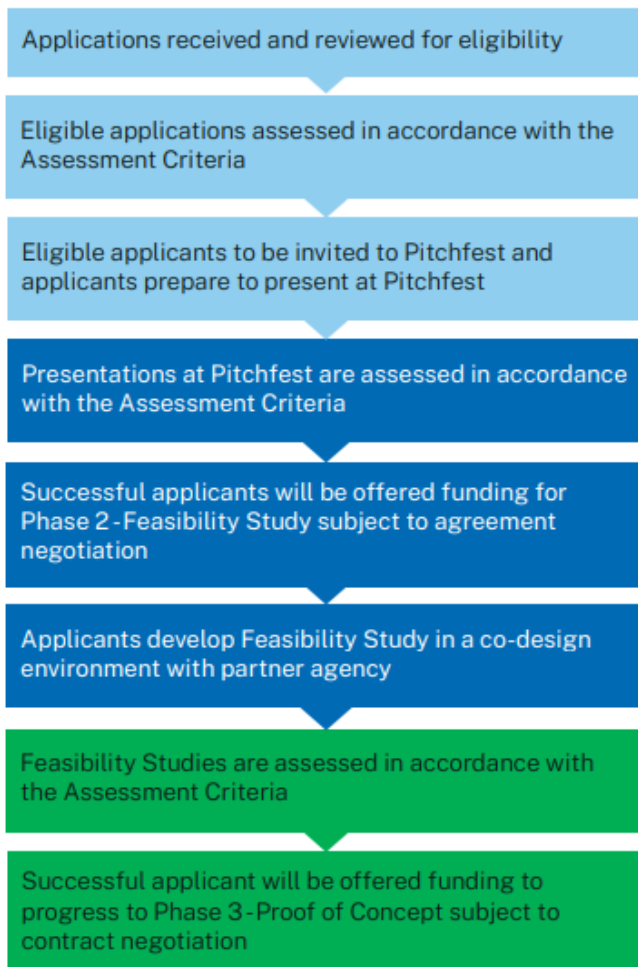 Applications received and reviewed for eligibility
Eligible applications assessed in accordance with the
Assessment Criteria
Eligible applicants to be invited to Pitchfest and
applicants prepare to present at Pitchfest
Presentations at Pitchfest are assessed in accordance
with the Assessment Criteria
Successful applicants will be offered funding for
Phase 2 - Feasibility Study subject to agreement
negotiation
Applicants develop Feasibility Study in a co-design
environment with partner agency
Feasibility Studies are assessed in accordance with
the Assessment Criteria
Successful applicant will be offered funding to
progress to Phase 3 - Proof of Concept subject to
contract negotiation